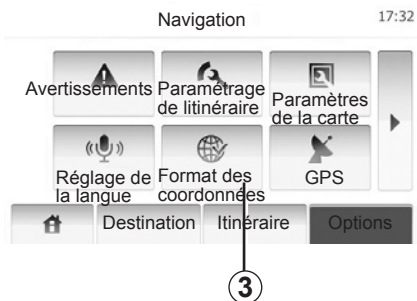 Navigation
17:32
Avertissements
Paramétrage
de litinéraire
Paramètres
de la carte
Réglage de
la langue
Format des
coordonnées
GPS
Destination
Itinéraire
Options
3